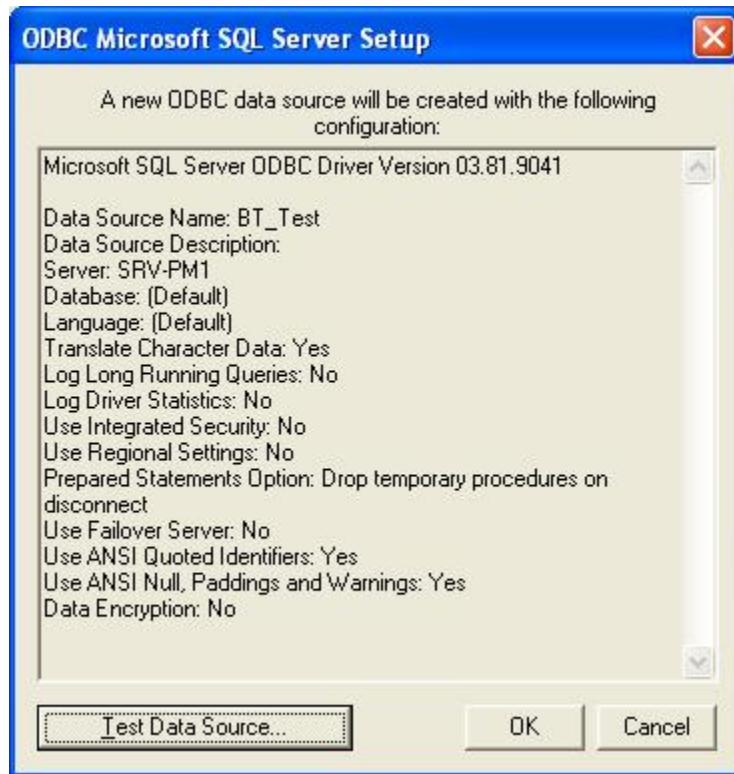 ODBC Microsoft SQL Server Setup
A new ODBC data source will be created with the following
configuration:
Microsoft SQL Server ODBC Driver Version 03.81.9041
Data Source Name: BT_Test
Data Source Description:
Server: SRV-PM1
Database: (Default)
Language: (Default)
Translate Character Data: Yes
Log Long Running Queries: No
Log Driver Statistics: No
Use Integrated Security: No
Use Regional Settings: No
Prepared Statements Option: Drop temporary procedures on
disconnect
Use Failover Server: No
Use ANSI Quoted Identifiers: Yes
Use ANSI Null, Paddings and Warnings: Yes
Data Encryption: No
Test Data Source...
OK
Cancel